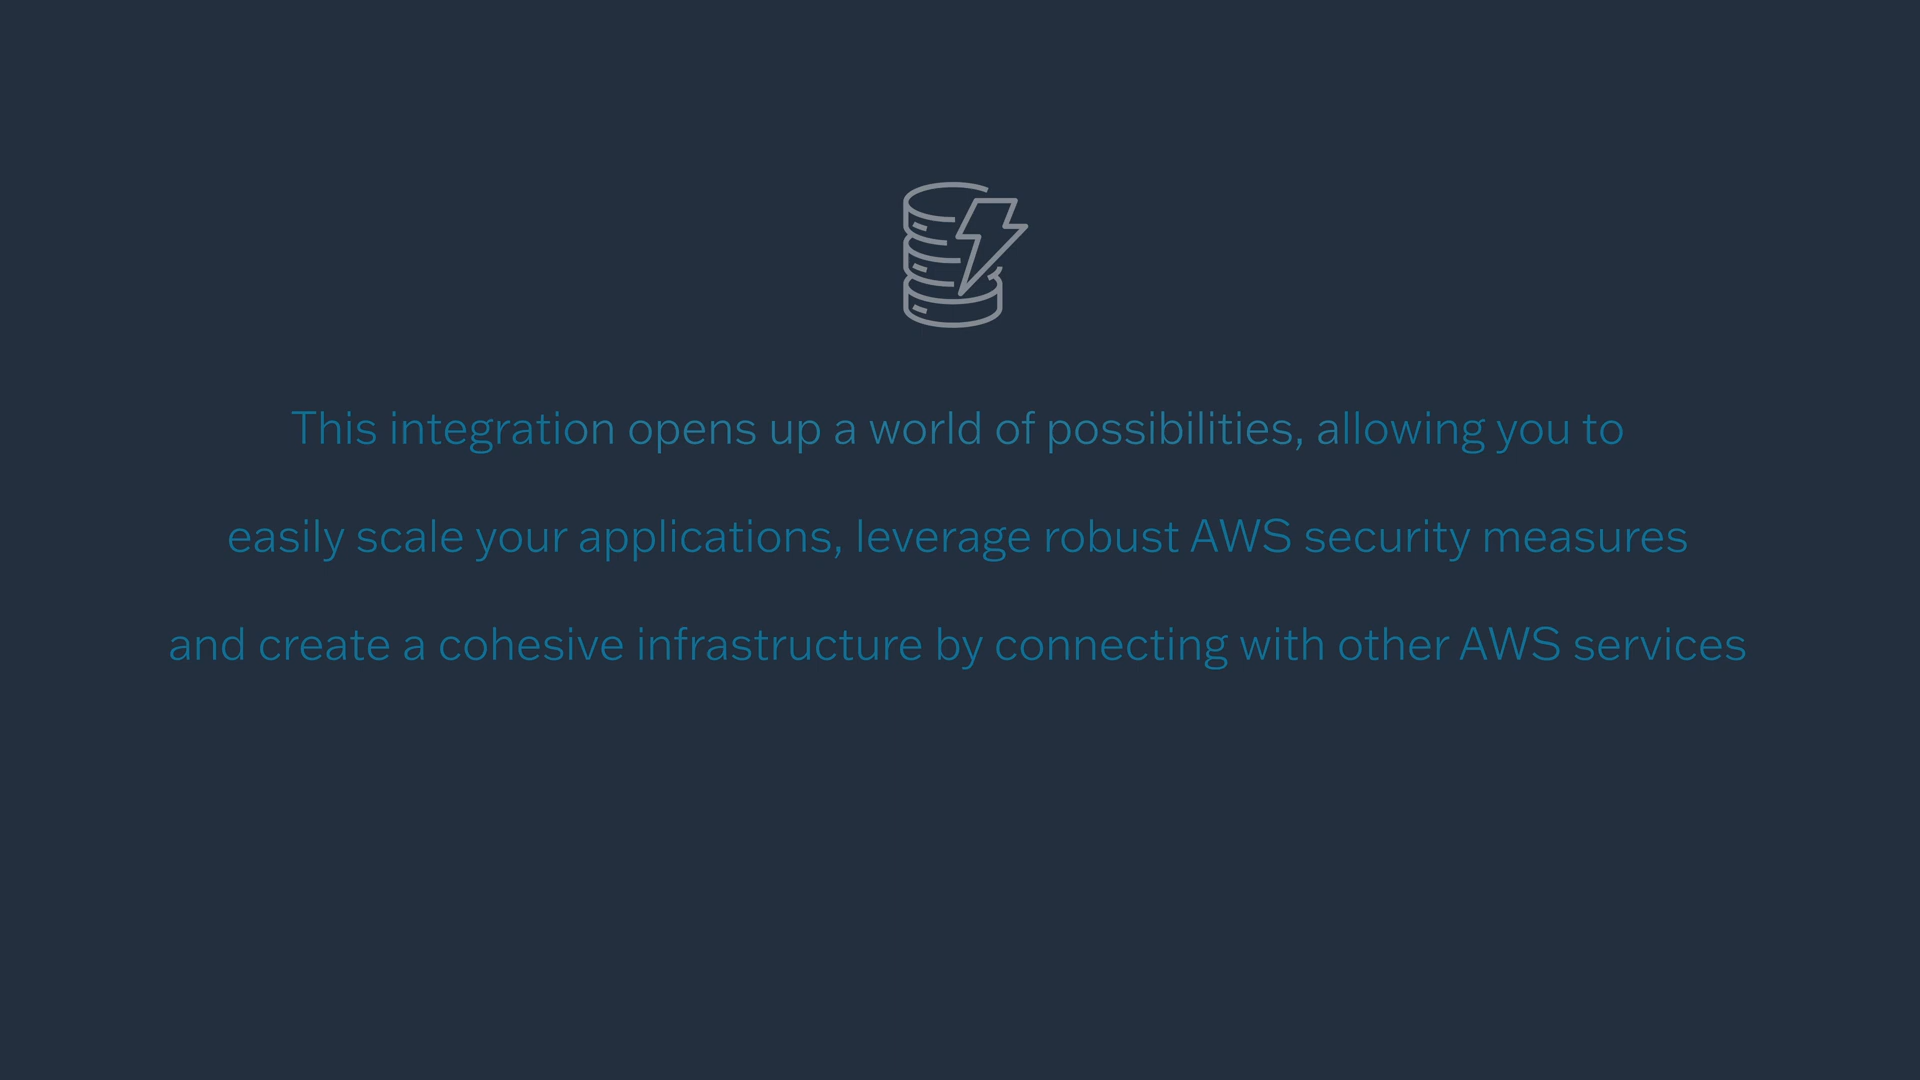 This integration opens up a world of possibilities, allowing you to
easily scale your applications, leverage robust AWS security measures
and create a cohesive infrastructure by connecting with other AWS services